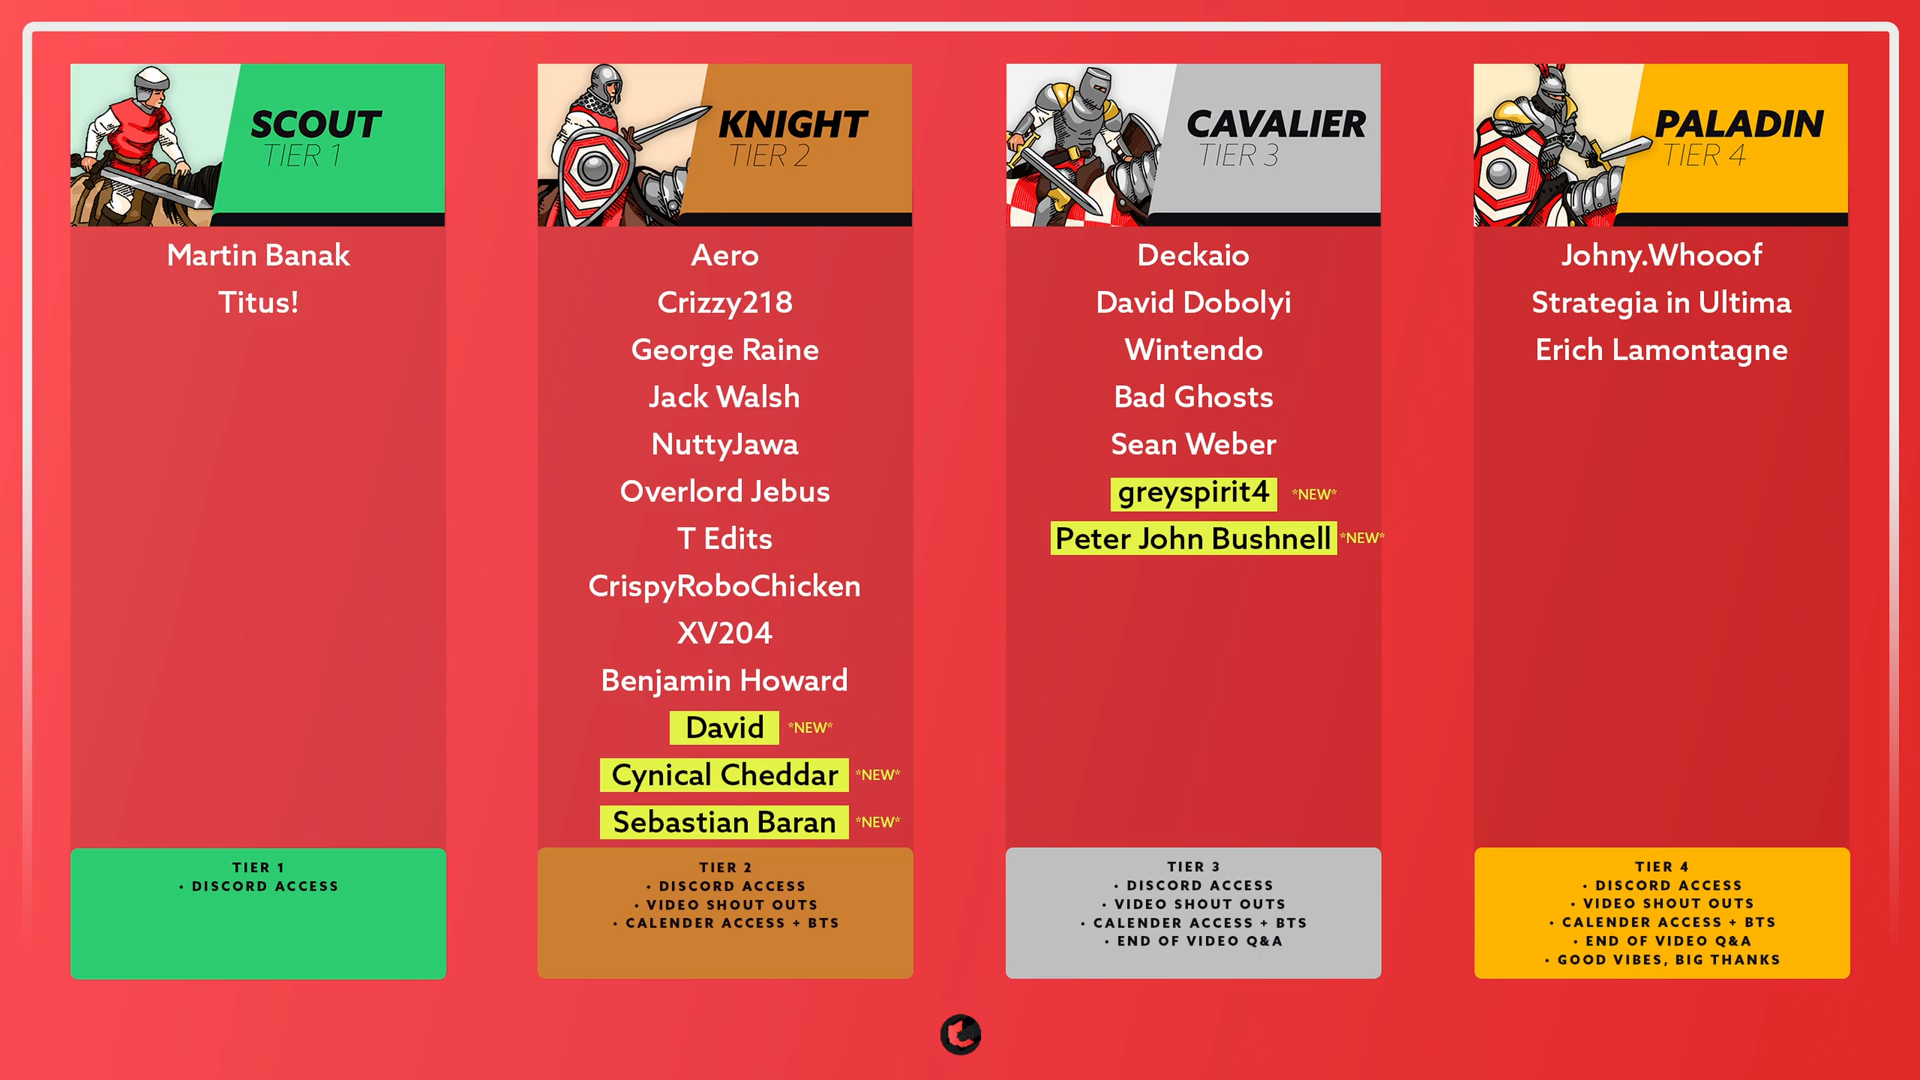 SCOUT
TIER 1
Martin Banak
Titus!
TIER 1
• DISCORD ACCESS
KNIGHT
TIER 2
Aero
Crizzy218
George Raine
Jack Walsh
NuttyJawa
Overlord Jebus
T Edits
CrispyRoboChicken
XV204
Benjamin Howard
David *NEW*
Cynical Cheddar *NEW*
Sebastian Baran *NEW*
TIER 2
• DISCORD ACCESS
• VIDEO SHOUT OUTS
• CALENDER ACCESS + BTS
CAVALIER
TIER 3
Deckaio
David Dobolyi
Wintendo
Bad Ghosts
Sean Weber
greyspirit4 *NEW*
Peter John Bushnell *NEW*
TIER 3
• DISCORD ACCESS
• VIDEO SHOUT OUTS
• CALENDER ACCESS + BTS
• END OF VIDEO Q&A
PALADIN
TIER 4
Johny.Whooof
Strategia in Ultima
Erich Lamontagne
TIER 4
• DISCORD ACCESS
• VIDEO SHOUT OUTS
• CALENDER ACCESS + BTS
• END OF VIDEO Q&A
• GOOD VIBES, BIG THANKS